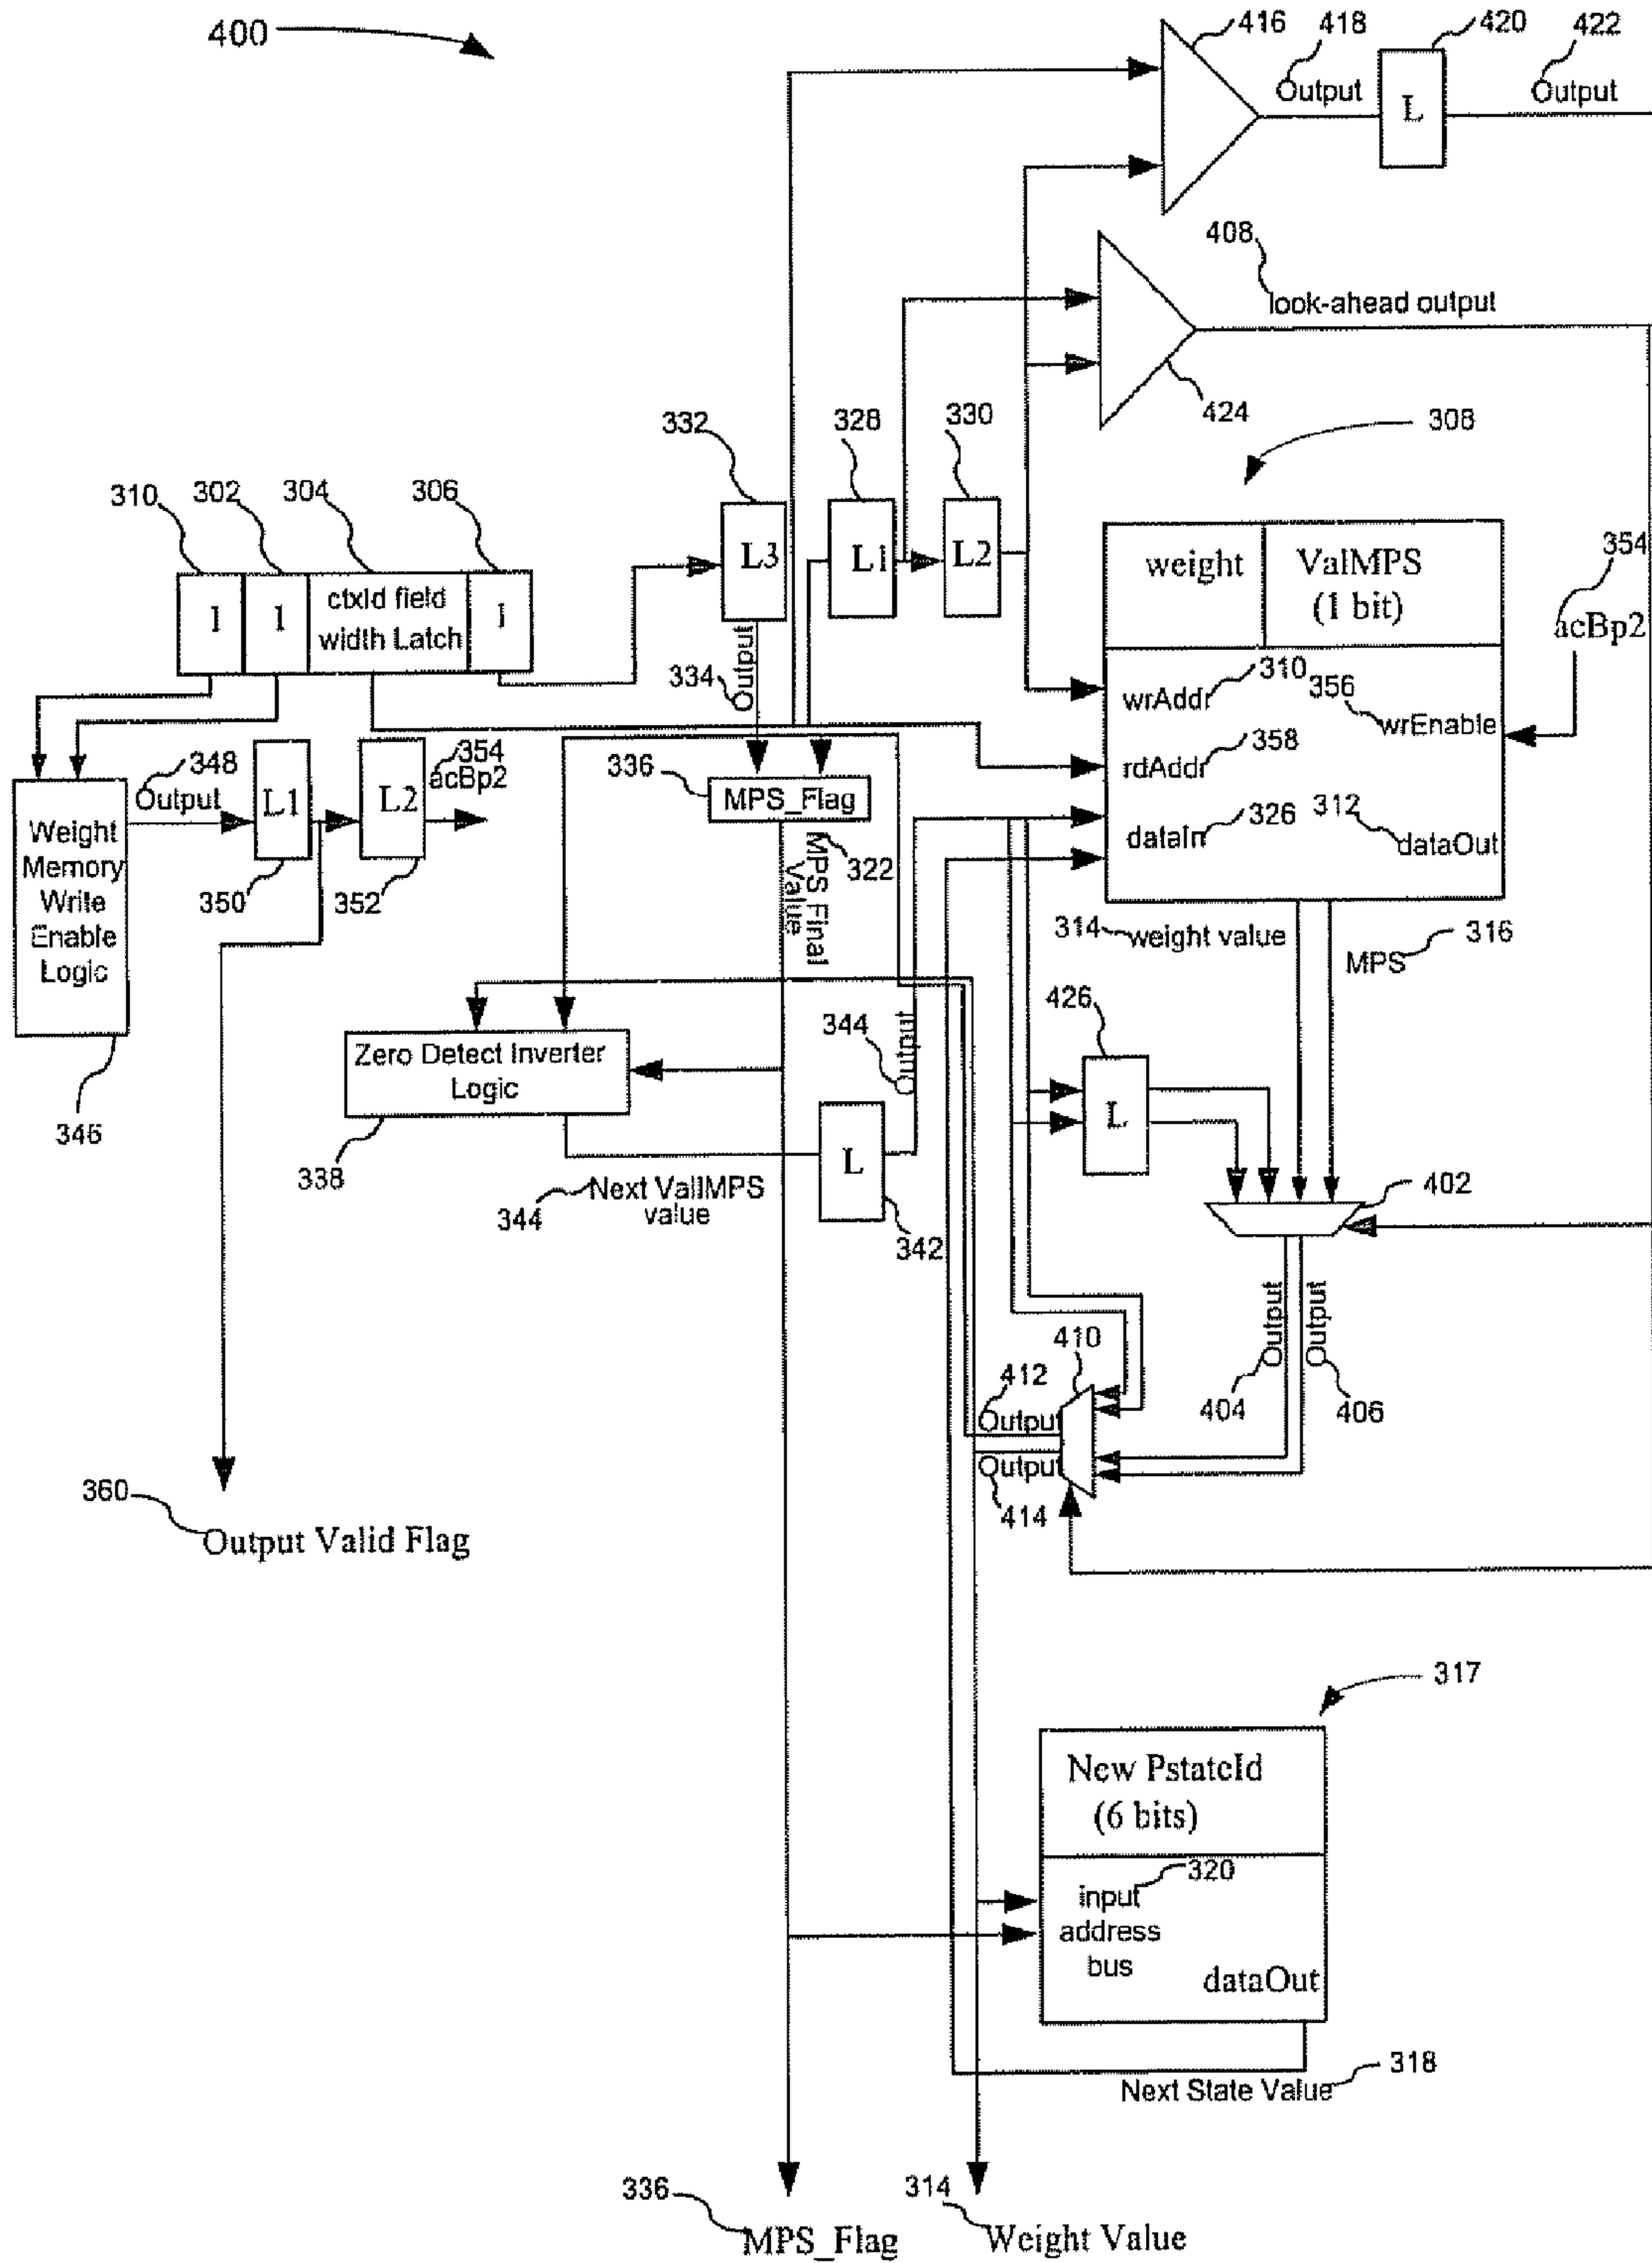 400
416
418
420
422
Output
L
Output
408
look-ahead output
424
332
328
330
308
310
302
304
306
L3
L1
L2
weight
ValMPS
(1 bit)
354
acBp2
1
1
ctxId field
width Latch
1
334
Output
wrAddr
310
356
wrEnable
rdAddr
358
dataIn
326
312
dataOut
348
Output
L1
L2
354
acBp2
350
352
336
MPS_Flag
322
MPS Final
Value
Weight
Memory
Write
Enable
Logic
346
314
weight value
316
MPS
426
L
344
Output
Zero Detect Inverter
Logic
338
344
Next VallMPS
value
L
342
402
Output
Output
404
406
410
412
Output
Output
414
360
Output Valid Flag
317
New PstateId
(6 bits)
320
input
address
bus
dataOut
318
Next State Value
336
MPS_Flag
314
Weight Value